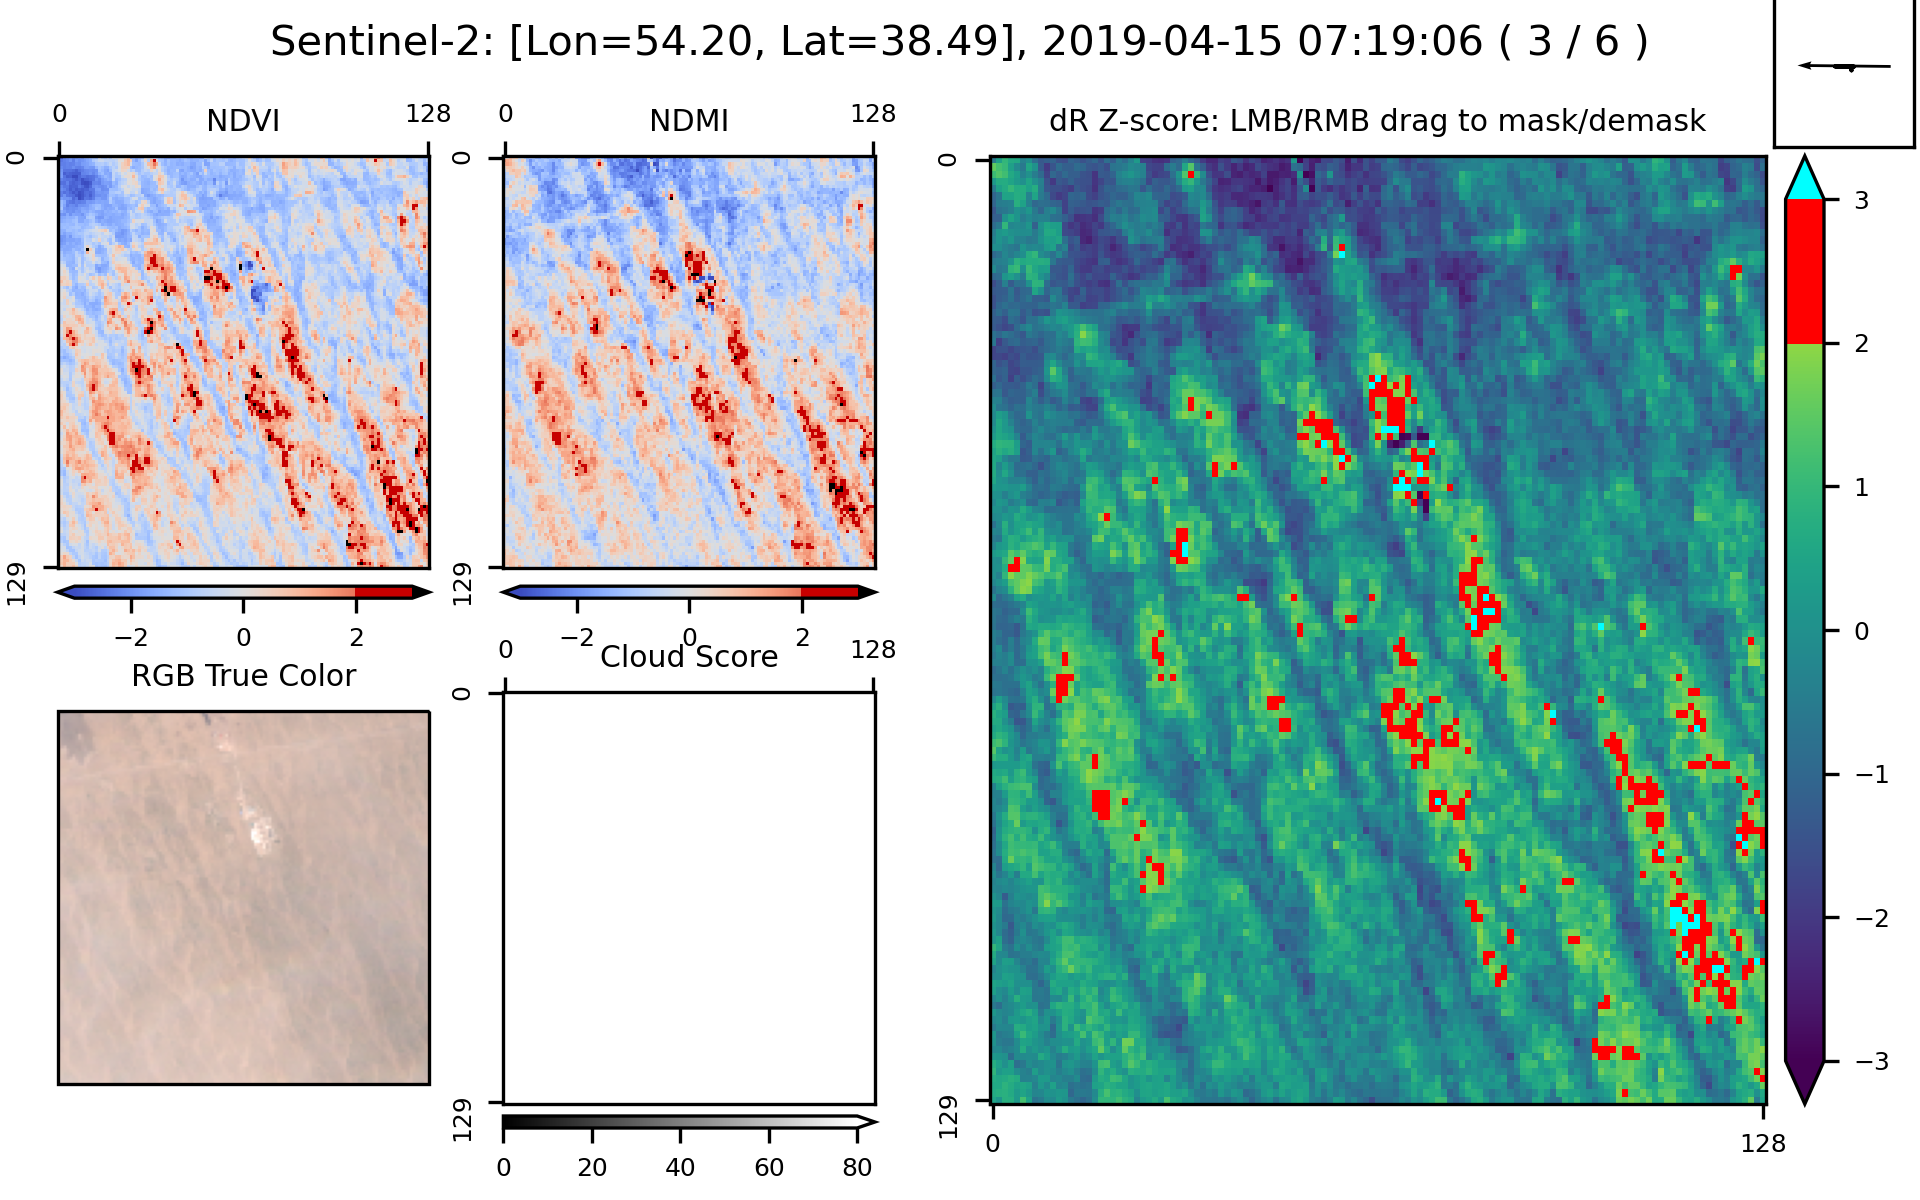 Sentinel-2: [Lon=54.20, Lat=38.49], 2019-04-15 07:19:06 ( 3 / 6 )
0 NDVI 128
0
129
−2 0 2
0 NDMI 128
0
129
−2 0 2
dR Z-score: LMB/RMB drag to mask/demask
0
129
0 128
3
2
1
0
−1
−2
−3
RGB True Color
0 Cloud Score 128
0
129
0 20 40 60 80